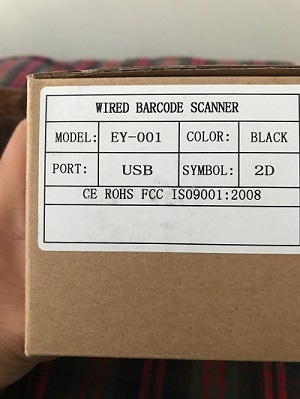 WIRED BARCODE SCANNER
MODEL: EY-001 COLOR: BLACK
PORT: USB SYMBOL: 2D
CE ROHS FCC ISO9001:2008